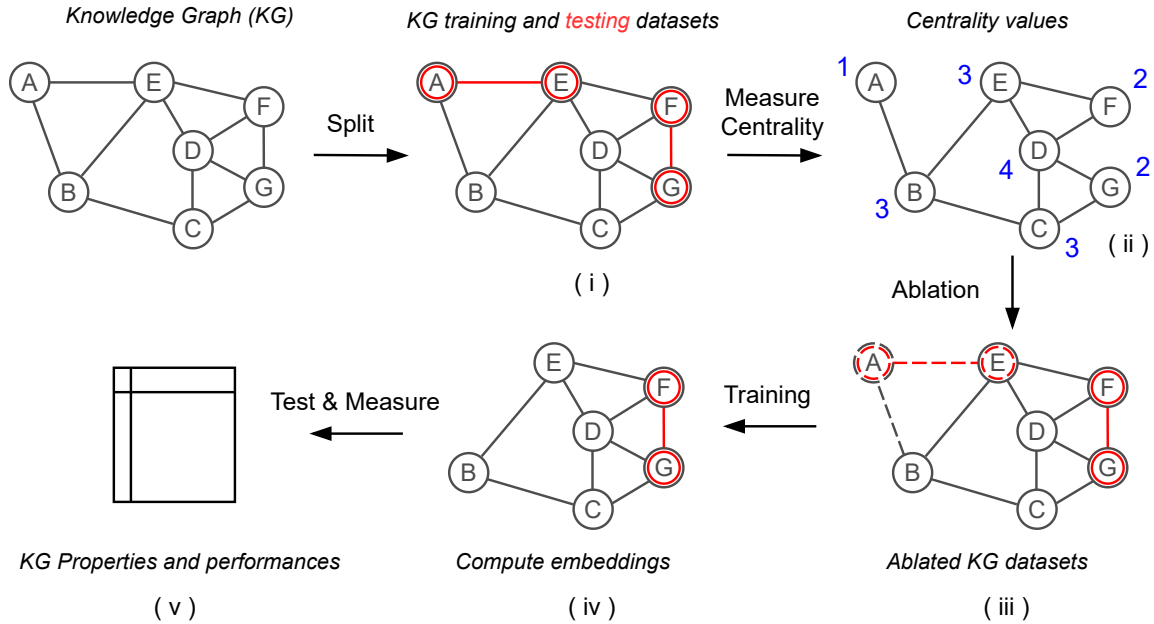 Knowledge Graph (KG)
A
E
F
D
B
G
C
Split
KG training and testing datasets
A
E
F
D
B
G
C
( i )
Measure
Centrality
Centrality values
1
A
3
E
2
F
D
4
2
G
B
3
C
3
( ii )
Ablation
A
E
F
D
B
G
C
Ablated KG datasets
( iii )
Training
E
F
D
B
G
C
Compute embeddings
( iv )
Test & Measure
KG Properties and performances
( v )